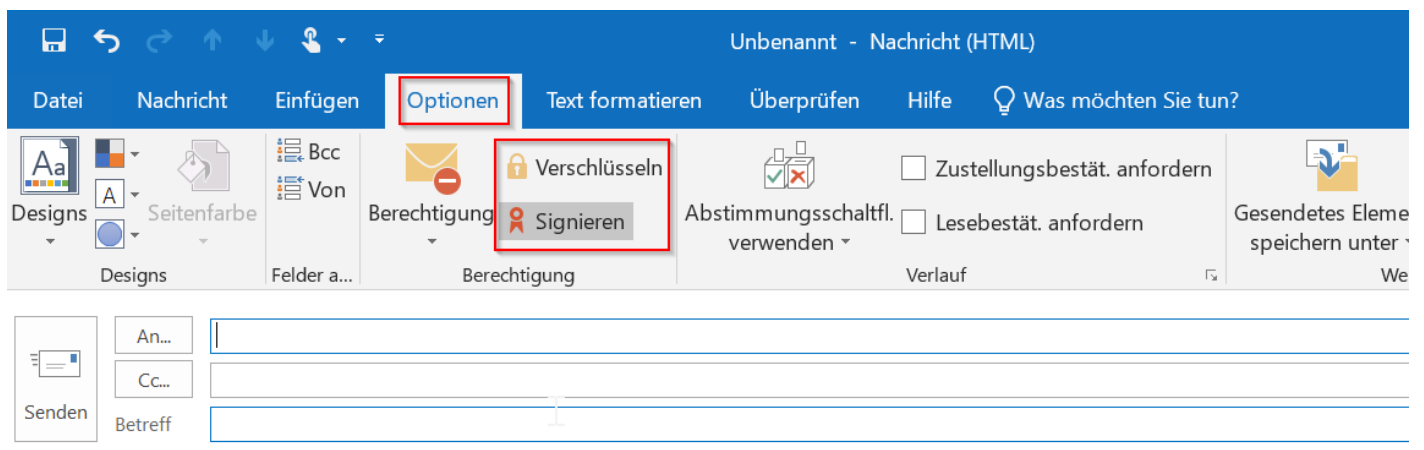 Unbenannt - Nachricht (HTML)
Datei Nachricht Einfügen Optionen Text formatieren Überprüfen Hilfe Was möchten Sie tun?
Aa
A
Designs
Seitenfarbe
Bcc
Von
Berechtigung
Verschlüsseln
Signieren
Abstimmungsschaltfl.
verwenden
Zustellungsbestät. anfordern
Lesebestät. anfordern
Gesendetes Eleme
speichern unter
Designs Felder a... Berechtigung Verlauf We
An...
Cc...
Senden
Betreff